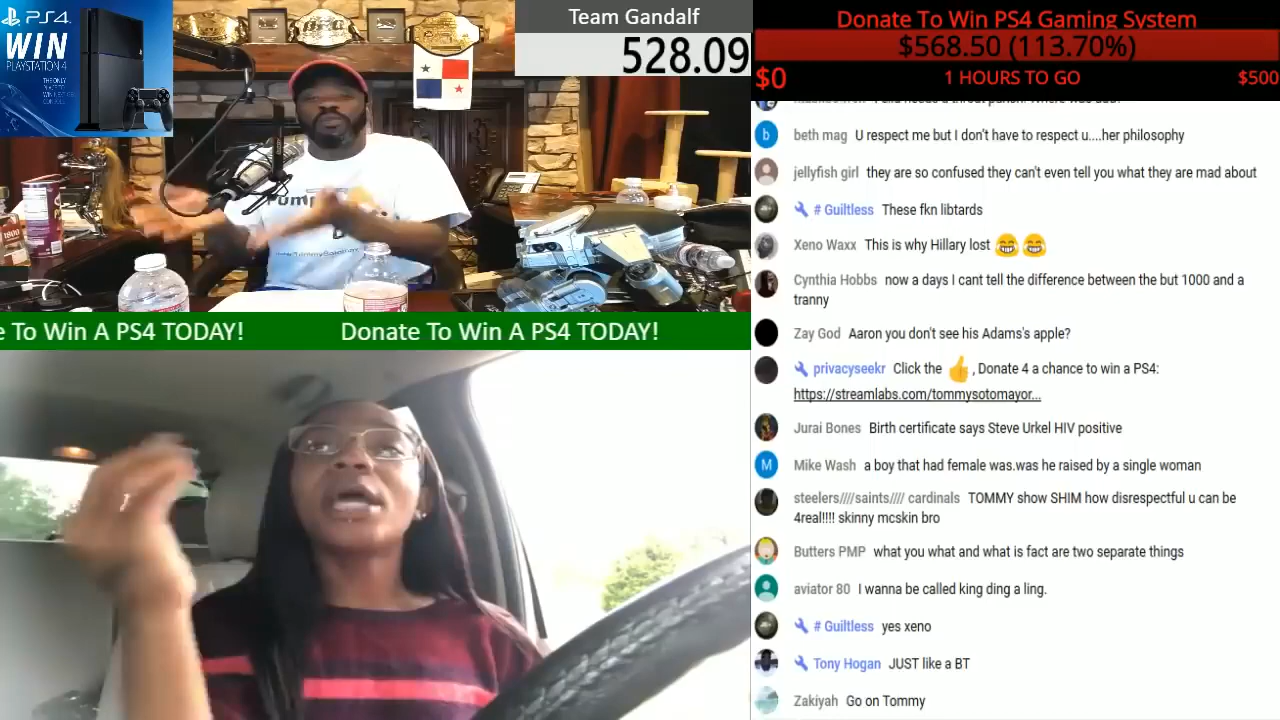 PS4
WIN
PLAYSTATION 4
Team Gandalf
528.09
e To Win A PS4 TODAY!
Donate To Win A PS4 TODAY!
Donate To Win PS4 Gaming System
$568.50 (113.70%)
$0
1 HOURS TO GO
$500
beth mag U respect me but I don't have to respect u....her philosophy
jellyfish girl they are so confused they can't even tell you what they are mad about
# Guiltless These fkn libtards
Xeno Waxx This is why Hillary lost 😂😂
Cynthia Hobbs now a days I cant tell the difference between the but 1000 and a
tranny
Zay God Aaron you don't see his Adams's apple?
privacyseekr Click the 👍, Donate 4 a chance to win a PS4:
https://streamlabs.com/tommysotomayor...
Jurai Bones Birth certificate says Steve Urkel HIV positive
Mike Wash a boy that had female was.was he raised by a single woman
steelers////saints//// cardinals TOMMY show SHIM how disrespectful u can be
4real!!!! skinny mcskin bro
Butters PMP what you what and what is fact are two separate things
aviator 80 I wanna be called king ding a ling.
# Guiltless yes xeno
Tony Hogan JUST like a BT
Zakiyah Go on Tommy